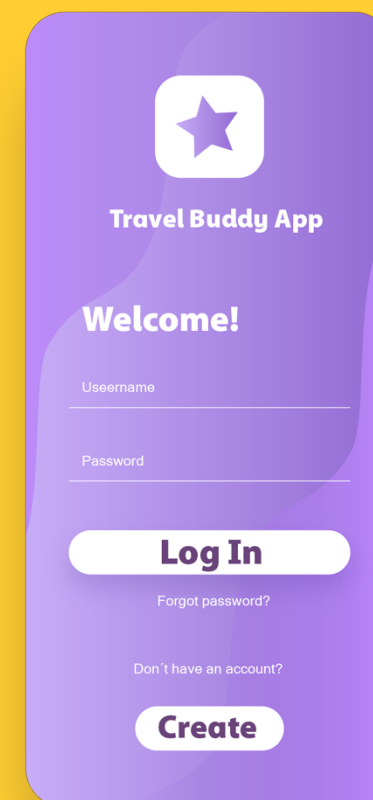 Travel Buddy App
Welcome!
Useername
Password
Log In
Forgot password?
Don´t have an account?
Create